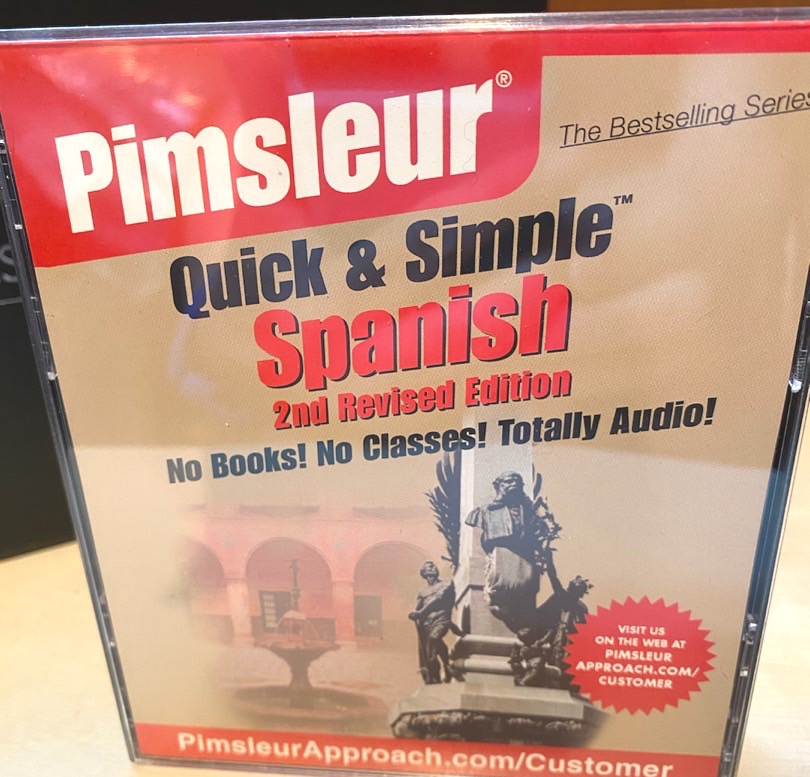 Pimsleur®
The Bestselling Series
Quick & Simple™
Spanish
2nd Revised Edition
No Books! No Classes! Totally Audio!
VISIT US
ON THE WEB AT
PIMSLEUR
APPROACH.COM/
CUSTOMER
PimsleurApproach.com/Customer